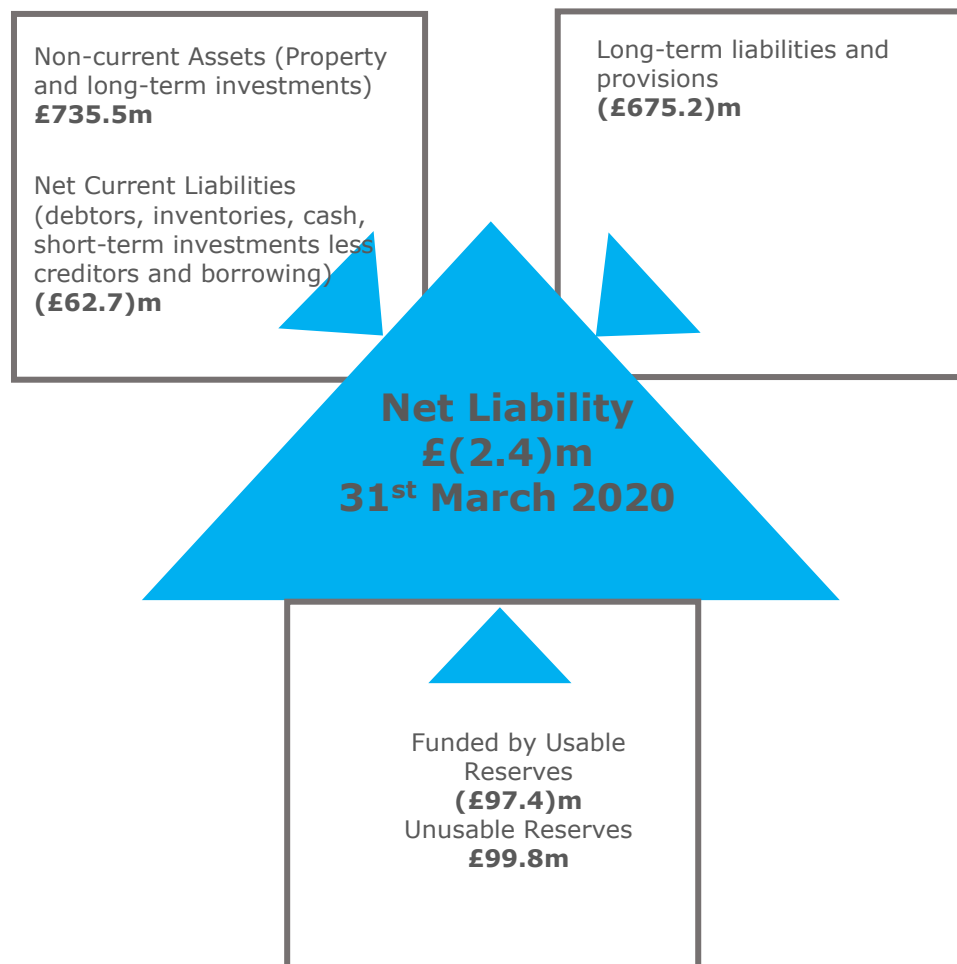 Non-current Assets (Property
and long-term investments)
£735.5m
Net Current Liabilities
(debtors, inventories, cash,
short-term investments less
creditors and borrowing)
(£62.7)m
Long-term liabilities and
provisions
(£675.2)m
Net Liability
£(2.4)m
31st March 2020
Funded by Usable
Reserves
(£97.4)m
Unusable Reserves
£99.8m